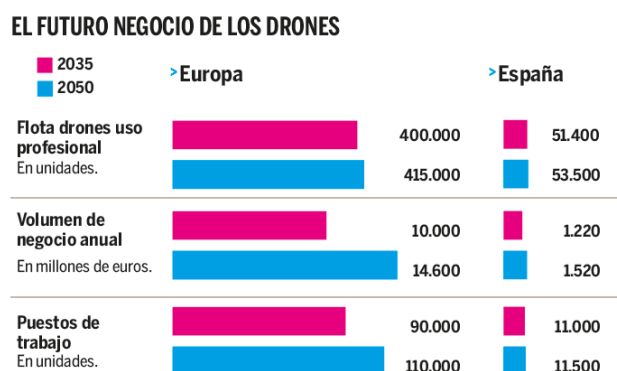 EL FUTURO NEGOCIO DE LOS DRONES
2035
2050
Europa
España
Flota drones uso
profesional
En unidades.
400.000
51.400
415.000
53.500
Volumen de
negocio anual
En millones de euros.
10.000
1.220
14.600
1.520
Puestos de
trabajo
En unidades.
90.000
11.000
110.000
11.500